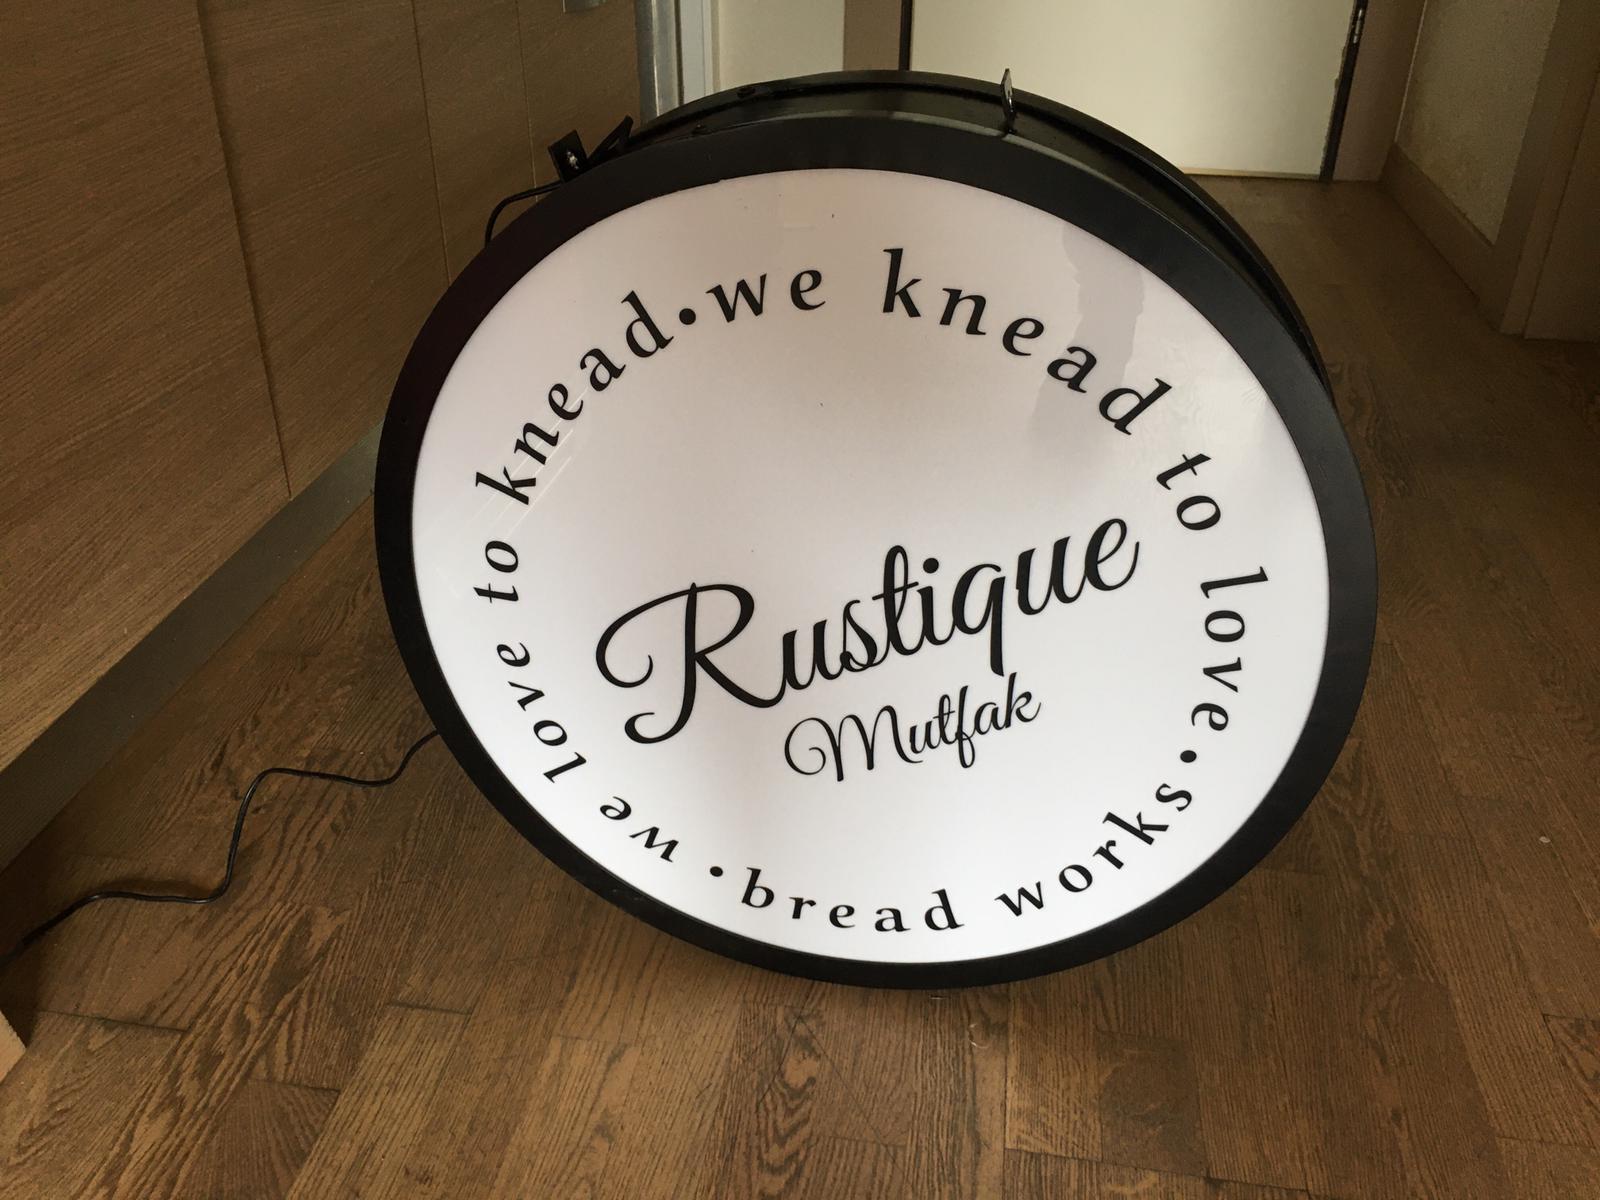 we knead to love • bread works • we love to knead •
Rustique
Mutfak